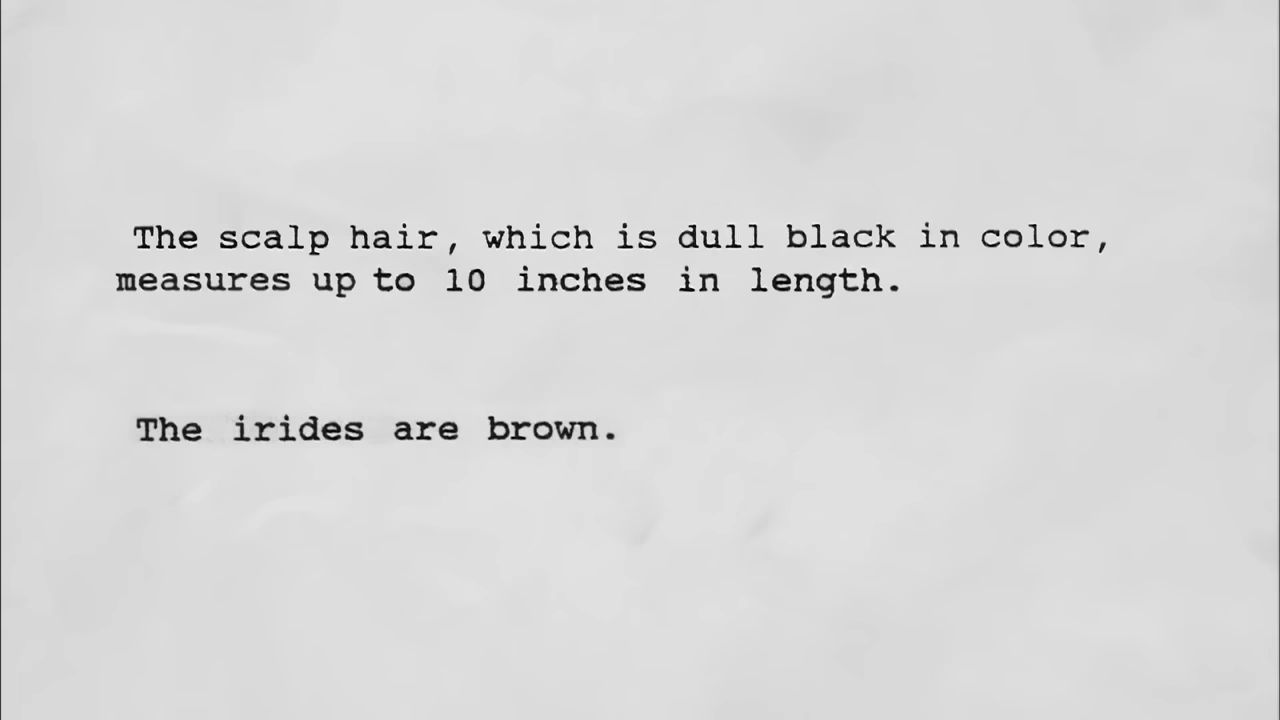 The scalp hair, which is dull black in color,
measures up to 10 inches in length.
The irides are brown.